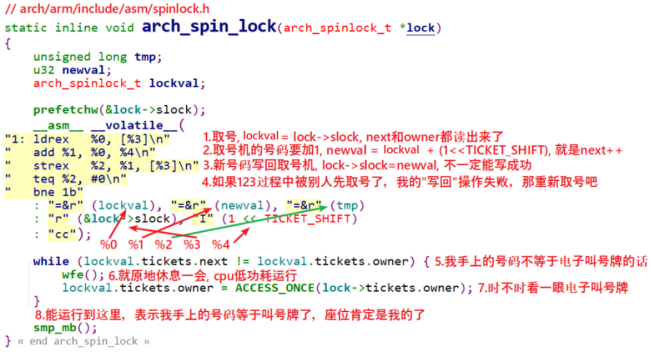 // arch/arm/include/asm/spinlock.h
static inline void arch_spin_lock(arch_spinlock_t *lock)
{
unsigned long tmp;
u32 newval;
arch_spinlock_t lockval;
prefetchw(&lock->slock);
__asm__ __volatile__(
"1: ldrex %0, [%3]\n" 1.取号, lockval = lock->slock, next和owner都读出来了
" add %1, %0, %4\n" 2.取号机的号码要加1, newval = lockval + (1<<TICKET_SHIFT), 就是next++
" strex %2, %1, [%3]\n" 3.新号码写回取号机, lock->slock=newval, 不一定能写成功
" teq %2, #0\n" 4.如果123过程中被别人先取号了，我的"写回"操作失败，那重新取号吧
" bne 1b"
: "=&r" (lockval), "=&r" (newval), "=&r" (tmp)
: "r" (&lock->slock), "I" (1 << TICKET_SHIFT)
: "cc"); %0 %1 %2 %3 %4
while (lockval.tickets.next != lockval.tickets.owner) { 5.我手上的号码不等于电子叫号牌的话
wfe(); 6.就原地休息一会, cpu低功耗运行
lockval.tickets.owner = ACCESS_ONCE(lock->tickets.owner); 7.时不时看一眼电子叫号牌
}
8.能运行到这里，表示我手上的号码等于叫号牌了，座位肯定是我的了
smp_mb();
} « end arch_spin_lock »